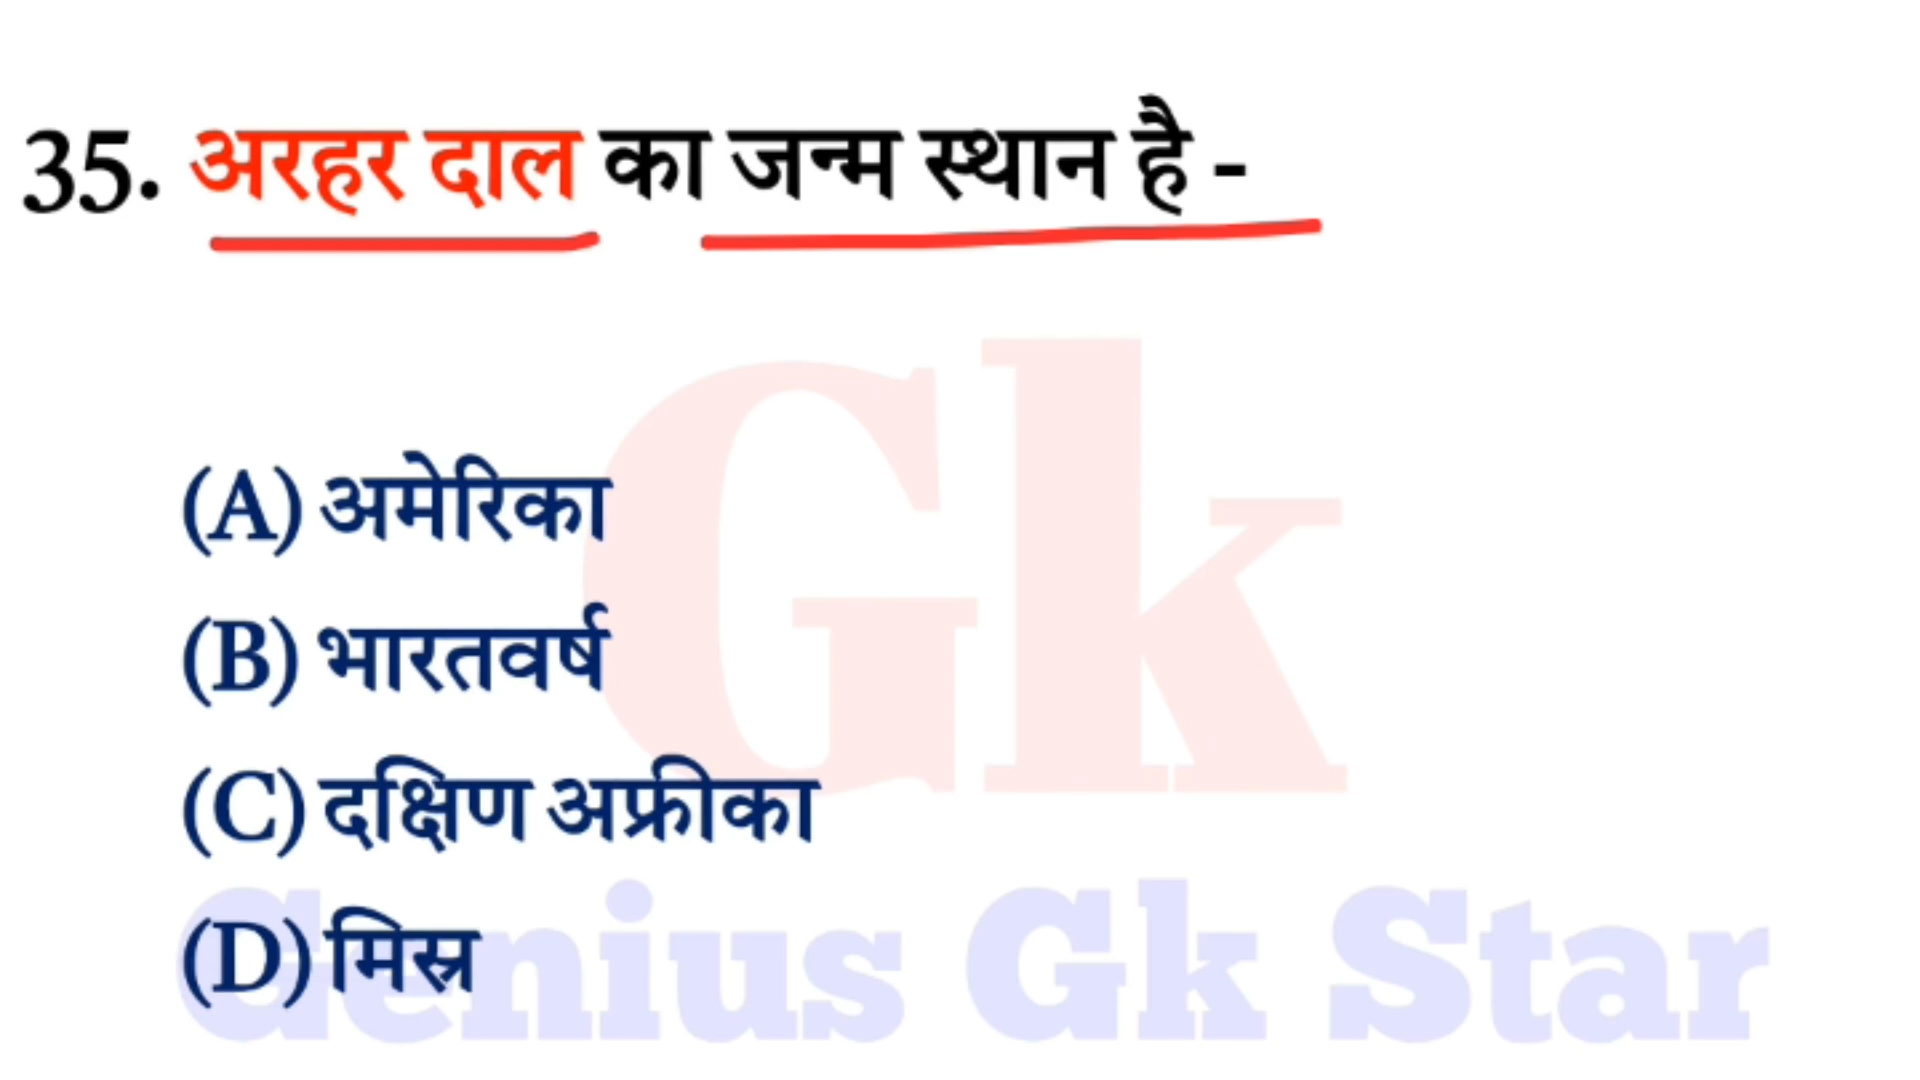 35. अरहर दाल का जन्म स्थान है -
Gk
(A) अमेरिका
(B) भारतवर्ष
(C) दक्षिण अफ्रीका
(D) मिस्र
Genius Gk Star